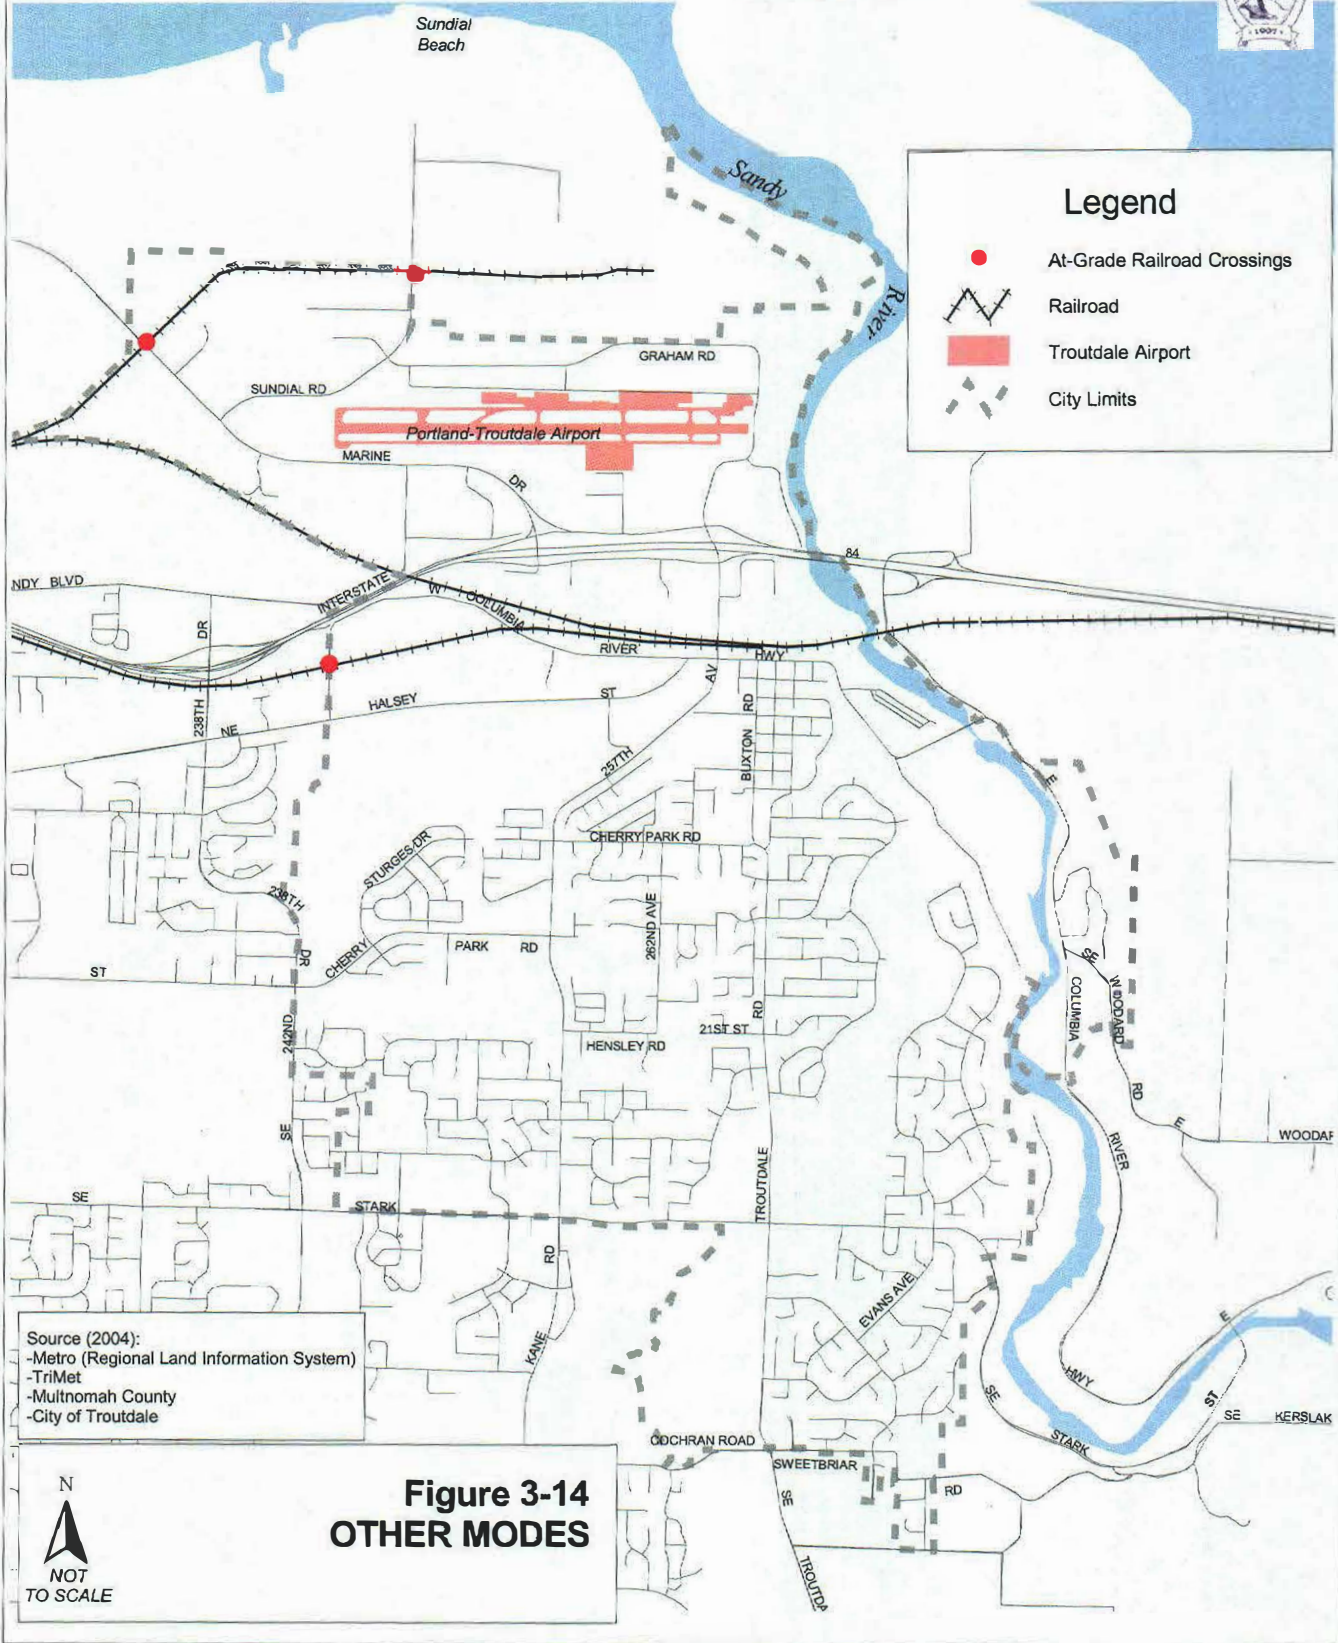 Sundial
Beach
1907
Sandy
River
Legend
At-Grade Railroad Crossings
Railroad
Troutdale Airport
City Limits
GRAHAM RD
SUNDIAL RD
Portland-Troutdale Airport
MARINE
DR
84
NDY BLVD
INTERSTATE
W
COLUMBIA
RIVER
HWY
DR
AV
HALSEY
ST
238TH
NE
RD
BUXTON
257TH
CHERRY PARK RD
STURGES DR
E
238TH
262ND AVE
CHERRY
PARK RD
DR
ST
SE
WOODARD
COLUMBIA
RD
242ND
21ST ST
HENSLEY RD
RD
SE
E
WOODAR
RIVER
TROUTDALE
SE
STARK
RD
EVANS AVE
KANE
E
HWY
SE
ST
SE KERSLAK
STARK
COCHRAN ROAD
SWEETBRIAR
RD
SE
TROUTDA
Source (2004):
-Metro (Regional Land Information System)
-TriMet
-Multnomah County
-City of Troutdale
N
NOT
TO SCALE
Figure 3-14
OTHER MODES